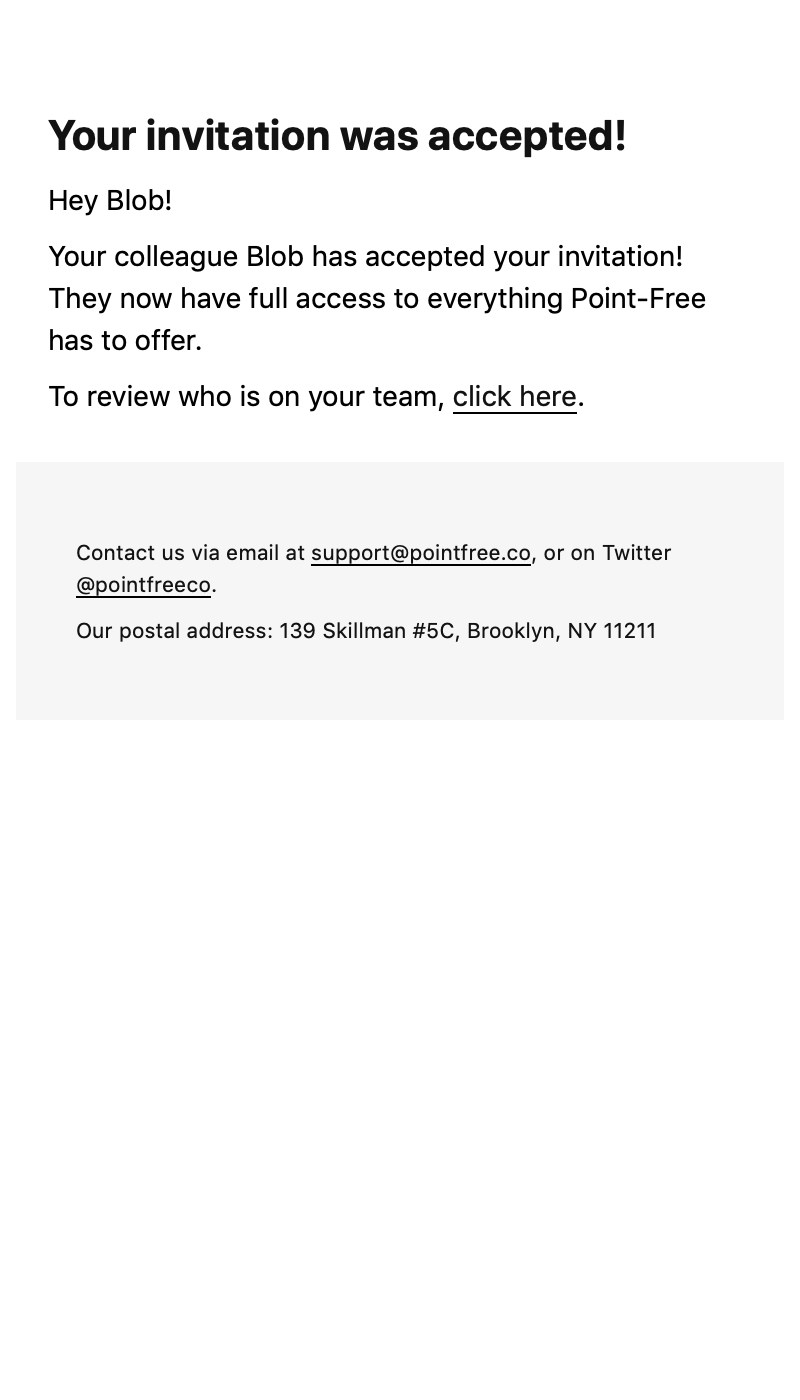 Your invitation was accepted!
Hey Blob!
Your colleague Blob has accepted your invitation!
They now have full access to everything Point-Free
has to offer.
To review who is on your team, click here.
Contact us via email at support@pointfree.co, or on Twitter
@pointfreeco.
Our postal address: 139 Skillman #5C, Brooklyn, NY 11211